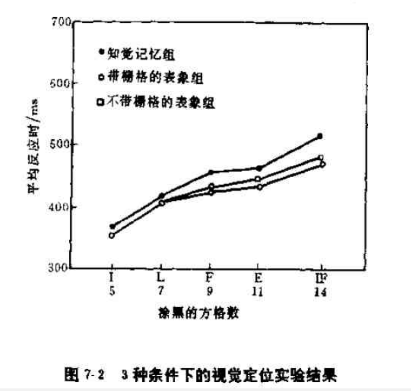 700
600
500
400
300
平均反应时/ms
知觉记忆组
带栅格的表象组
不带栅格的表象组
I L F E
5 7 9 11 14
涂黑的方格数
图 7-2 3 种条件下的视觉定位实验结果